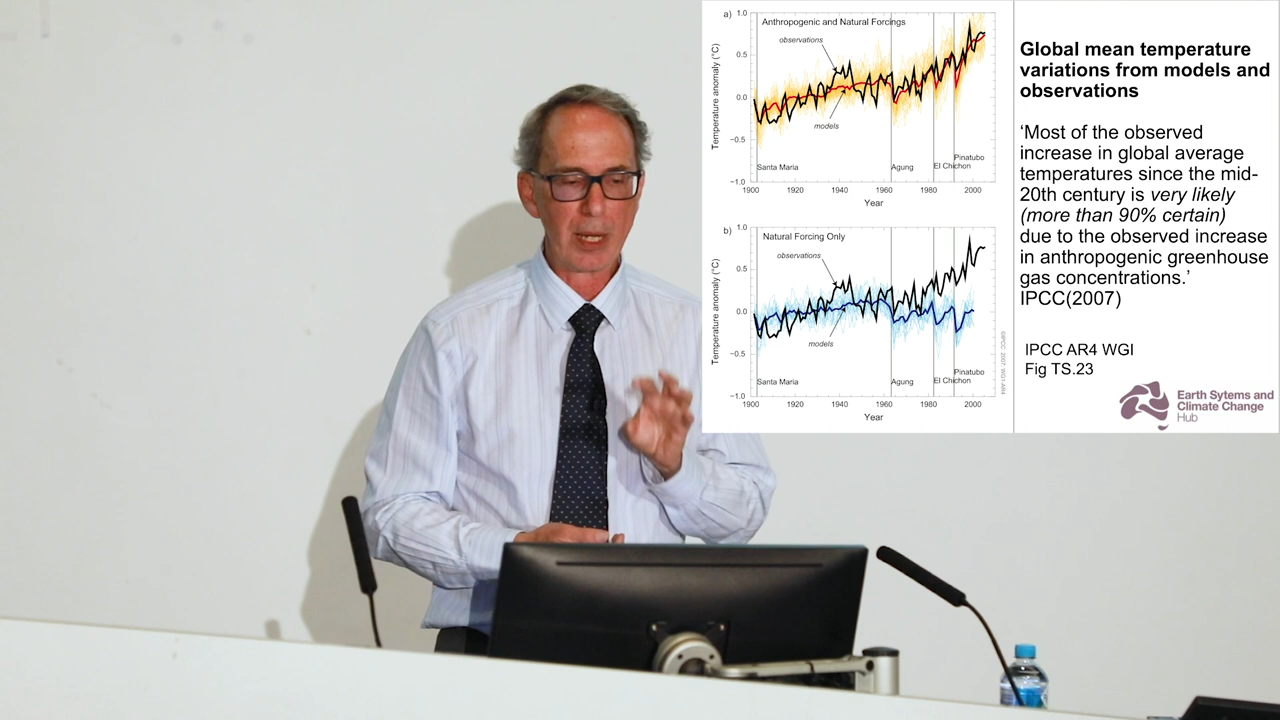 a)
1.0
Anthropogenic and Natural Forcings
observations
0.5
0.0
models
−0.5
Santa Maria
Agung
El Chichon
Pinatubo
−1.0
1900 1920 1940 1960 1980 2000
Year
Temperature anomaly (°C)
b)
1.0
Natural Forcing Only
observations
0.5
0.0
models
−0.5
Santa Maria
Agung
El Chichon
Pinatubo
−1.0
1900 1920 1940 1960 1980 2000
Year
Temperature anomaly (°C)
©IPCC 2007: WG1-AR4
Global mean temperature
variations from models and
observations
‘Most of the observed
increase in global average
temperatures since the mid-
20th century is very likely
(more than 90% certain)
due to the observed increase
in anthropogenic greenhouse
gas concentrations.’
IPCC(2007)
IPCC AR4 WGI
Fig TS.23
Earth Sytems and
Climate Change
Hub